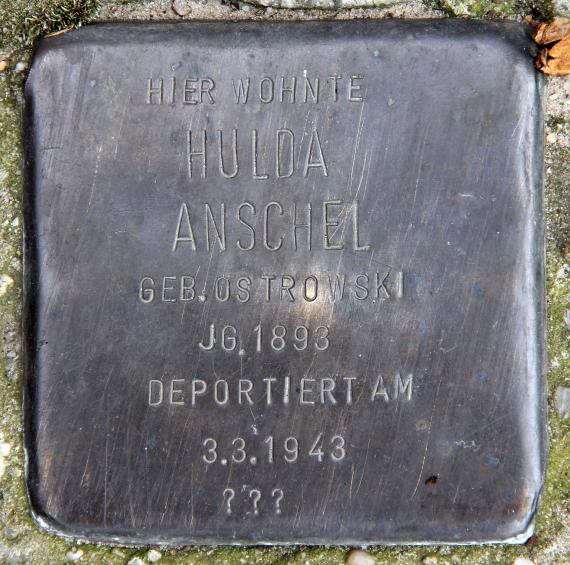 HIER WOHNTE
HULDA
ANSCHEL
GEB. OSTROWSKI
JG. 1893
DEPORTIERT AM
3.3.1943
???